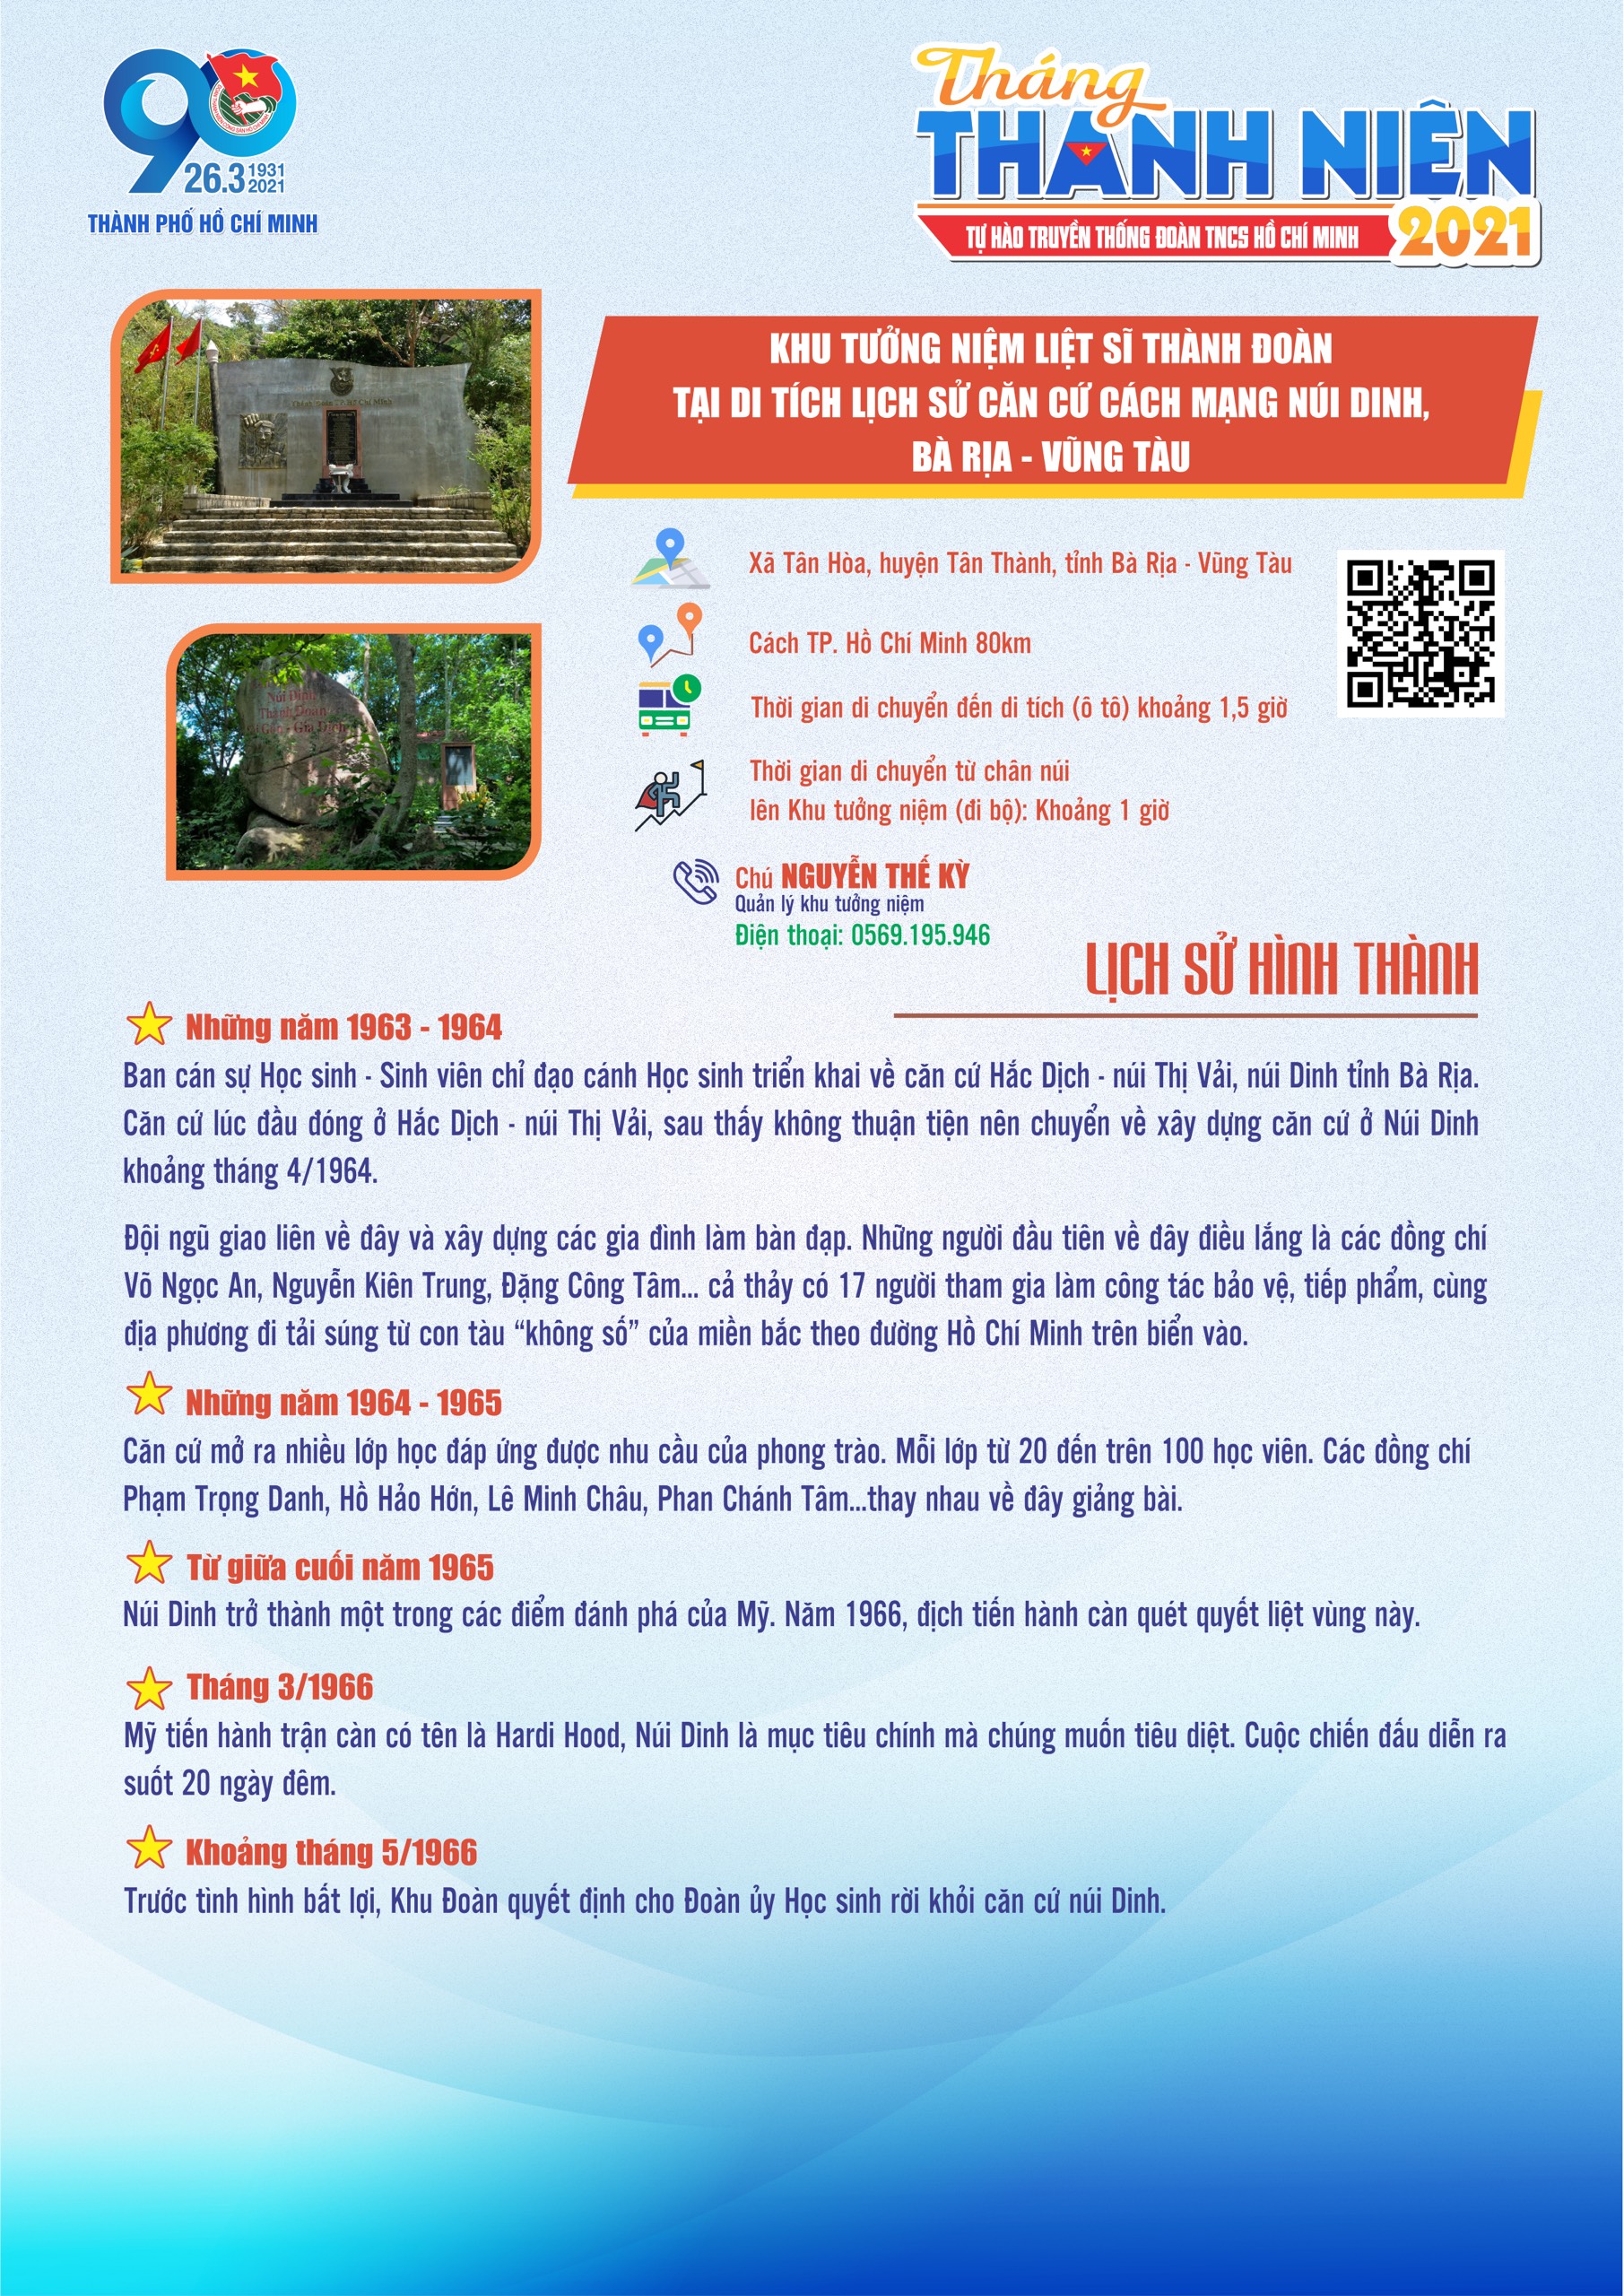 90
26.3 1931 2021
THÀNH PHỐ HỒ CHÍ MINH
Tháng
THANH NIÊN
2021
TỰ HÀO TRUYỀN THỐNG ĐOÀN TNCS HỒ CHÍ MINH
KHU TƯỞNG NIỆM LIỆT SĨ THÀNH ĐOÀN
TẠI DI TÍCH LỊCH SỬ CĂN CỨ CÁCH MẠNG NÚI DINH,
BÀ RỊA - VŨNG TÀU
Núi Dinh
Thành Đoàn
Gia Định
Xã Tân Hòa, huyện Tân Thành, tỉnh Bà Rịa - Vũng Tàu
Cách TP. Hồ Chí Minh 80km
Thời gian di chuyển đến di tích (ô tô) khoảng 1,5 giờ
Thời gian di chuyển từ chân núi
lên Khu tưởng niệm (đi bộ): Khoảng 1 giờ
Chú NGUYỄN THẾ KỲ
Quản lý khu tưởng niệm
Điện thoại: 0569.195.946
LỊCH SỬ HÌNH THÀNH
Những năm 1963 - 1964
Ban cán sự Học sinh - Sinh viên chỉ đạo cánh Học sinh triển khai về căn cứ Hắc Dịch - núi Thị Vải, núi Dinh tỉnh Bà Rịa.
Căn cứ lúc đầu đóng ở Hắc Dịch - núi Thị Vải, sau thấy không thuận tiện nên chuyển về xây dựng căn cứ ở Núi Dinh
khoảng tháng 4/1964.
Đội ngũ giao liên về đây và xây dựng các gia đình làm bàn đạp. Những người đầu tiên về đây điều lắng là các đồng chí
Võ Ngọc An, Nguyễn Kiên Trung, Đặng Công Tâm... cả thảy có 17 người tham gia làm công tác bảo vệ, tiếp phẩm, cùng
địa phương đi tải súng từ con tàu “không số” của miền bắc theo đường Hồ Chí Minh trên biển vào.
Những năm 1964 - 1965
Căn cứ mở ra nhiều lớp học đáp ứng được nhu cầu của phong trào. Mỗi lớp từ 20 đến trên 100 học viên. Các đồng chí
Phạm Trọng Danh, Hồ Hảo Hớn, Lê Minh Châu, Phan Chánh Tâm...thay nhau về đây giảng bài.
Từ giữa cuối năm 1965
Núi Dinh trở thành một trong các điểm đánh phá của Mỹ. Năm 1966, địch tiến hành càn quét quyết liệt vùng này.
Tháng 3/1966
Mỹ tiến hành trận càn có tên là Hardi Hood, Núi Dinh là mục tiêu chính mà chúng muốn tiêu diệt. Cuộc chiến đấu diễn ra
suốt 20 ngày đêm.
Khoảng tháng 5/1966
Trước tình hình bất lợi, Khu Đoàn quyết định cho Đoàn ủy Học sinh rời khỏi căn cứ núi Dinh.